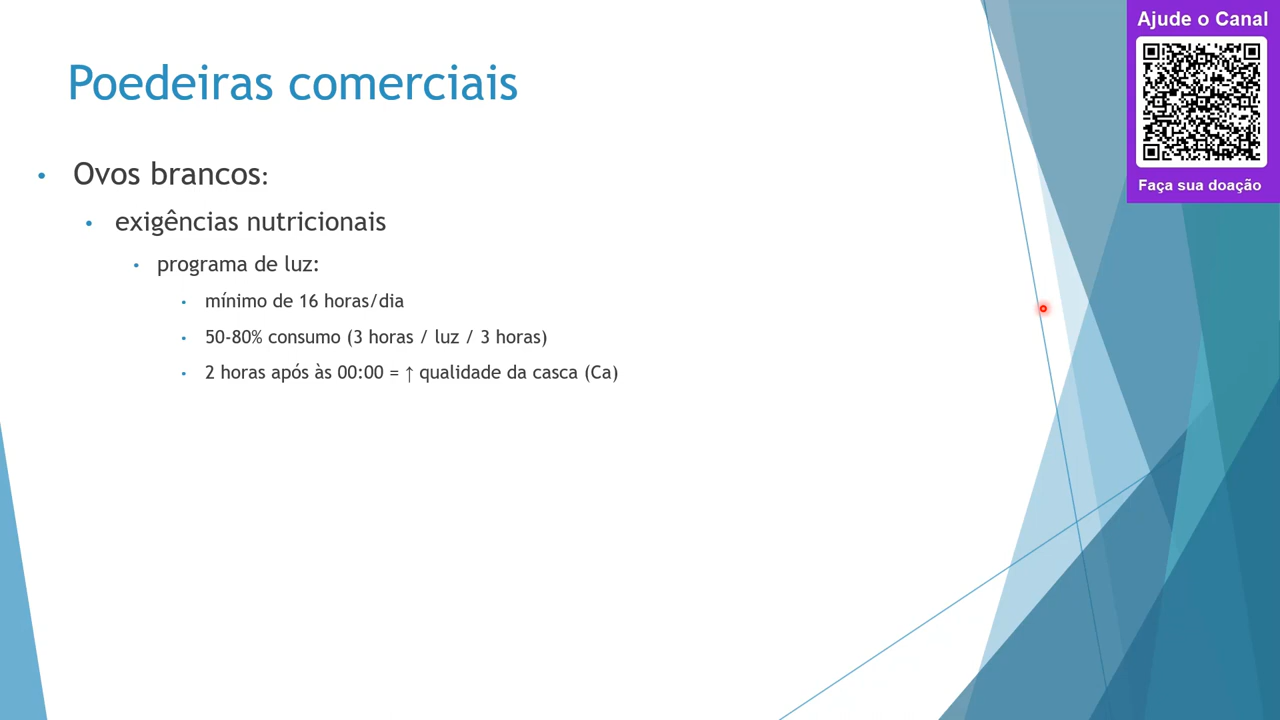 Ajude o Canal
Faça sua doação
Poedeiras comerciais
• Ovos brancos:
• exigências nutricionais
• programa de luz:
• mínimo de 16 horas/dia
• 50-80% consumo (3 horas / luz / 3 horas)
• 2 horas após às 00:00 = ↑ qualidade da casca (Ca)